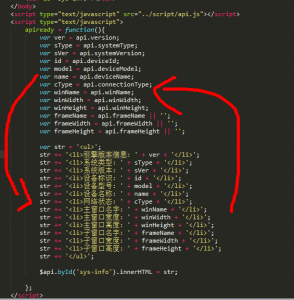 </body>
<script type="text/javascript" src="../script/api.js"></script>
<script type="text/javascript">
apiready = function(){
var ver = api.version;
var sType = api.systemType;
var sVer = api.systemVersion;
var id = api.deviceId;
var model = api.deviceModel;
var name = api.deviceName;
var cType = api.connectionType;
var winName = api.winName;
var winWidth = api.winWidth;
var winHeight = api.winHeight;
var frameName = api.frameName || '';
var frameWidth = api.frameWidth || '';
var frameHeight = api.frameHeight || '';
var str = '<ul>';
str += '<li>引擎版本信息: ' + ver + '</li>';
str += '<li>系统类型: ' + sType + '</li>';
str += '<li>系统版本: ' + sVer + '</li>';
str += '<li>设备标识: ' + id + '</li>';
str += '<li>设备型号: ' + model + '</li>';
str += '<li>设备名称: ' + name + '</li>';
str += '<li>网络状态: ' + cType + '</li>';
str += '<li>主窗口名字: ' + winName + '</li>';
str += '<li>主窗口宽度: ' + winWidth + '</li>';
str += '<li>主窗口高度: ' + winHeight + '</li>';
str += '<li>子窗口名字: ' + frameName + '</li>';
str += '<li>子窗口宽度: ' + frameWidth + '</li>';
str += '<li>子窗口高度: ' + frameHeight + '</li>';
str += '</ul>';
$api.byId('sys-info').innerHTML = str;
};
</script>